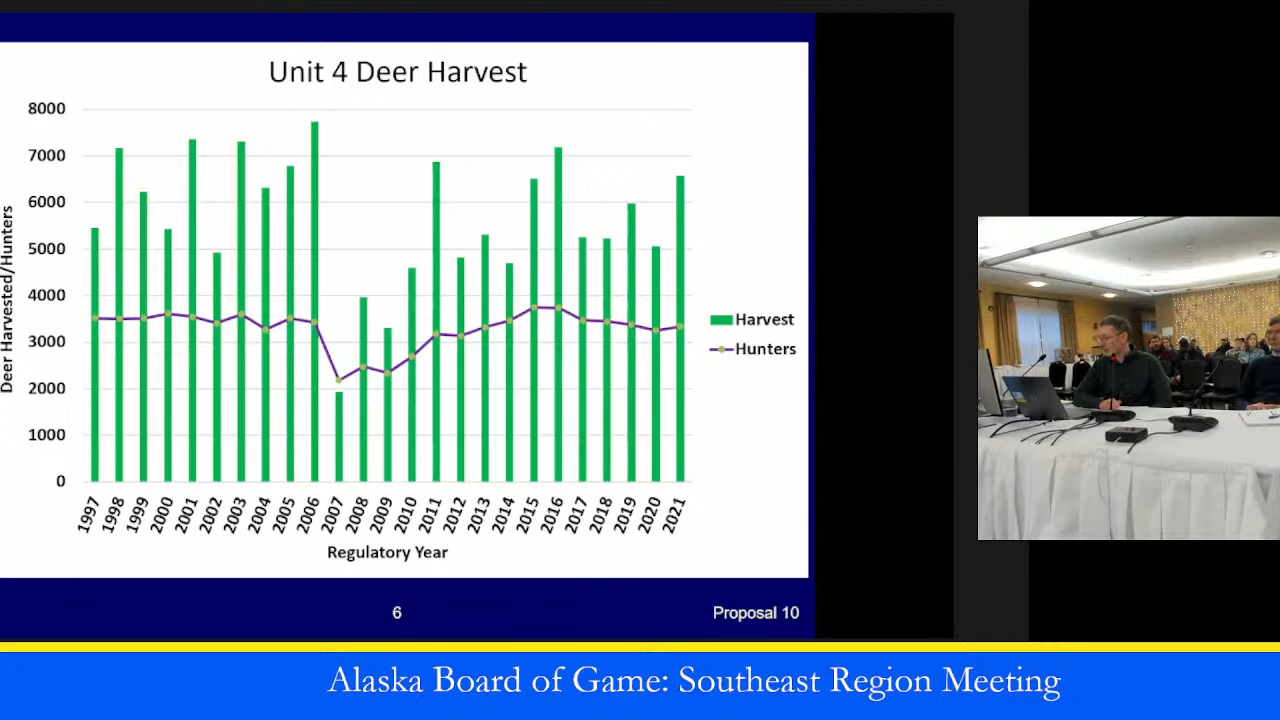 Unit 4 Deer Harvest
Deer Harvested/Hunters
8000
7000
6000
5000
4000
3000
2000
1000
0
1997 1998 1999 2000 2001 2002 2003 2004 2005 2006 2007 2008 2009 2010 2011 2012 2013 2014 2015 2016 2017 2018 2019 2020 2021
Regulatory Year
Harvest
Hunters
6
Proposal 10
Alaska Board of Game: Southeast Region Meeting